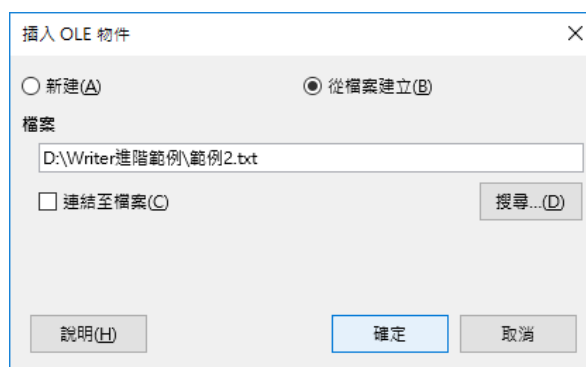 插入 OLE 物件
新建(A) 從檔案建立(B)
檔案
D:\Writer進階範例\範例2.txt
連結至檔案(C) 搜尋...(D)
說明(H) 確定 取消